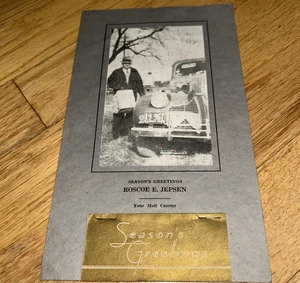 SEASON'S GREETINGS
ROSCOE E. JEPSEN
Your Mail Carrier
Season's
Greetings